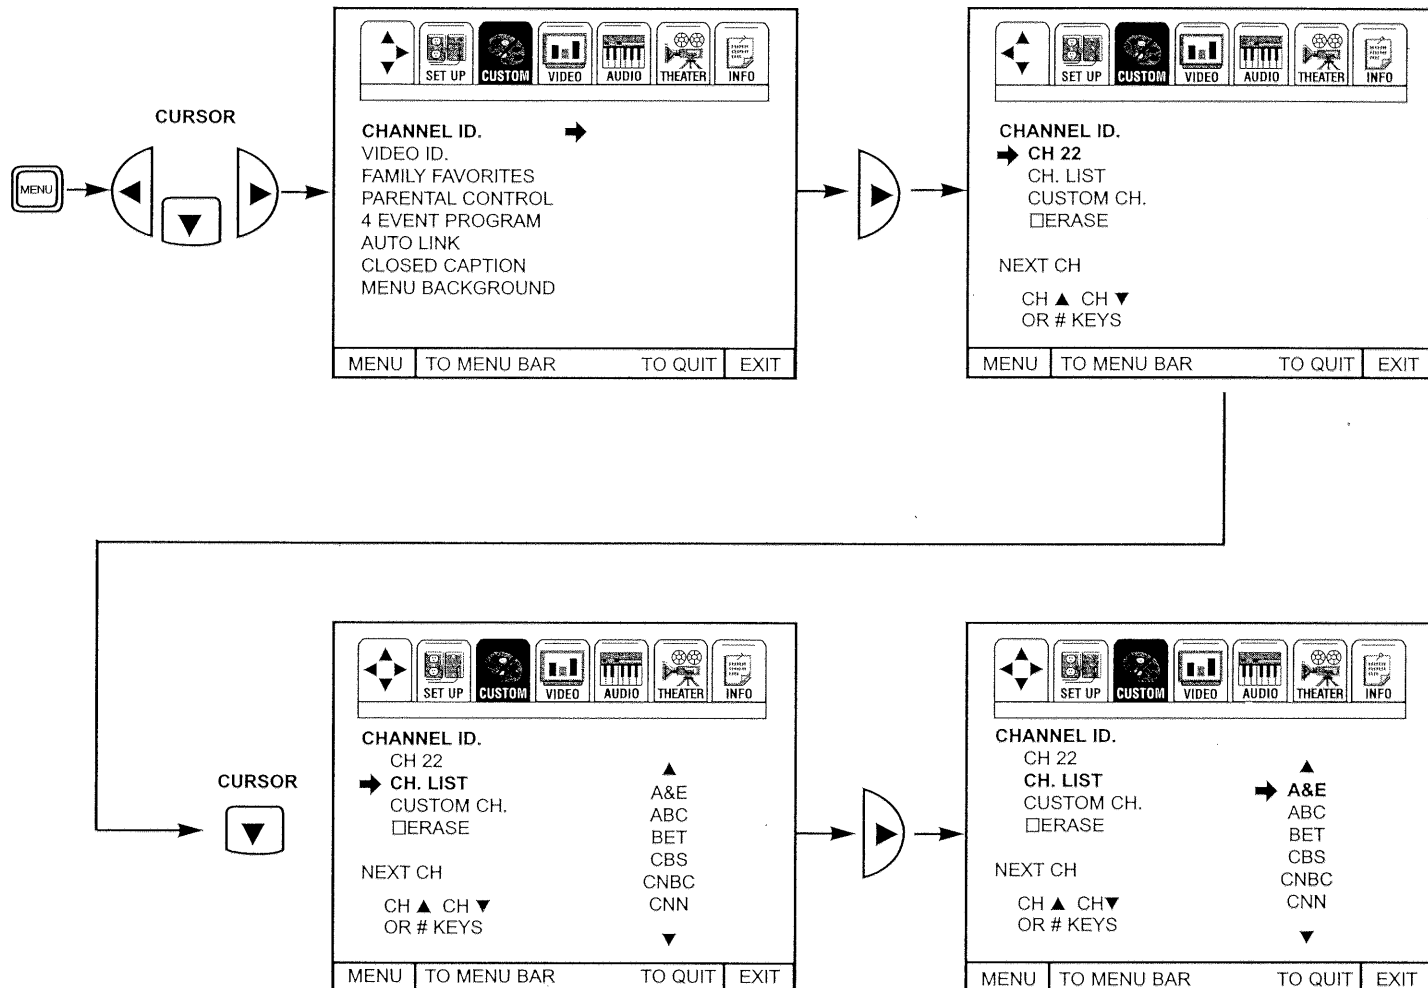 CURSOR
MENU
SET UP CUSTOM VIDEO AUDIO THEATER INFO
CHANNEL ID.
VIDEO ID.
FAMILY FAVORITES
PARENTAL CONTROL
4 EVENT PROGRAM
AUTO LINK
CLOSED CAPTION
MENU BACKGROUND
MENU TO MENU BAR TO QUIT EXIT
SET UP CUSTOM VIDEO AUDIO THEATER INFO
CHANNEL ID.
CH 22
CH. LIST
CUSTOM CH.
☐ERASE
NEXT CH
CH ▲ CH ▼
OR # KEYS
MENU TO MENU BAR TO QUIT EXIT
CURSOR
SET UP CUSTOM VIDEO AUDIO THEATER INFO
CHANNEL ID.
CH 22
CH. LIST
CUSTOM CH.
☐ERASE
NEXT CH
CH ▲ CH ▼
OR # KEYS
▲
A&E
ABC
BET
CBS
CNBC
CNN
▼
MENU TO MENU BAR TO QUIT EXIT
SET UP CUSTOM VIDEO AUDIO THEATER INFO
CHANNEL ID.
CH 22
CH. LIST
CUSTOM CH.
☐ERASE
NEXT CH
CH ▲ CH▼
OR # KEYS
▲
A&E
ABC
BET
CBS
CNBC
CNN
▼
MENU TO MENU BAR TO QUIT EXIT